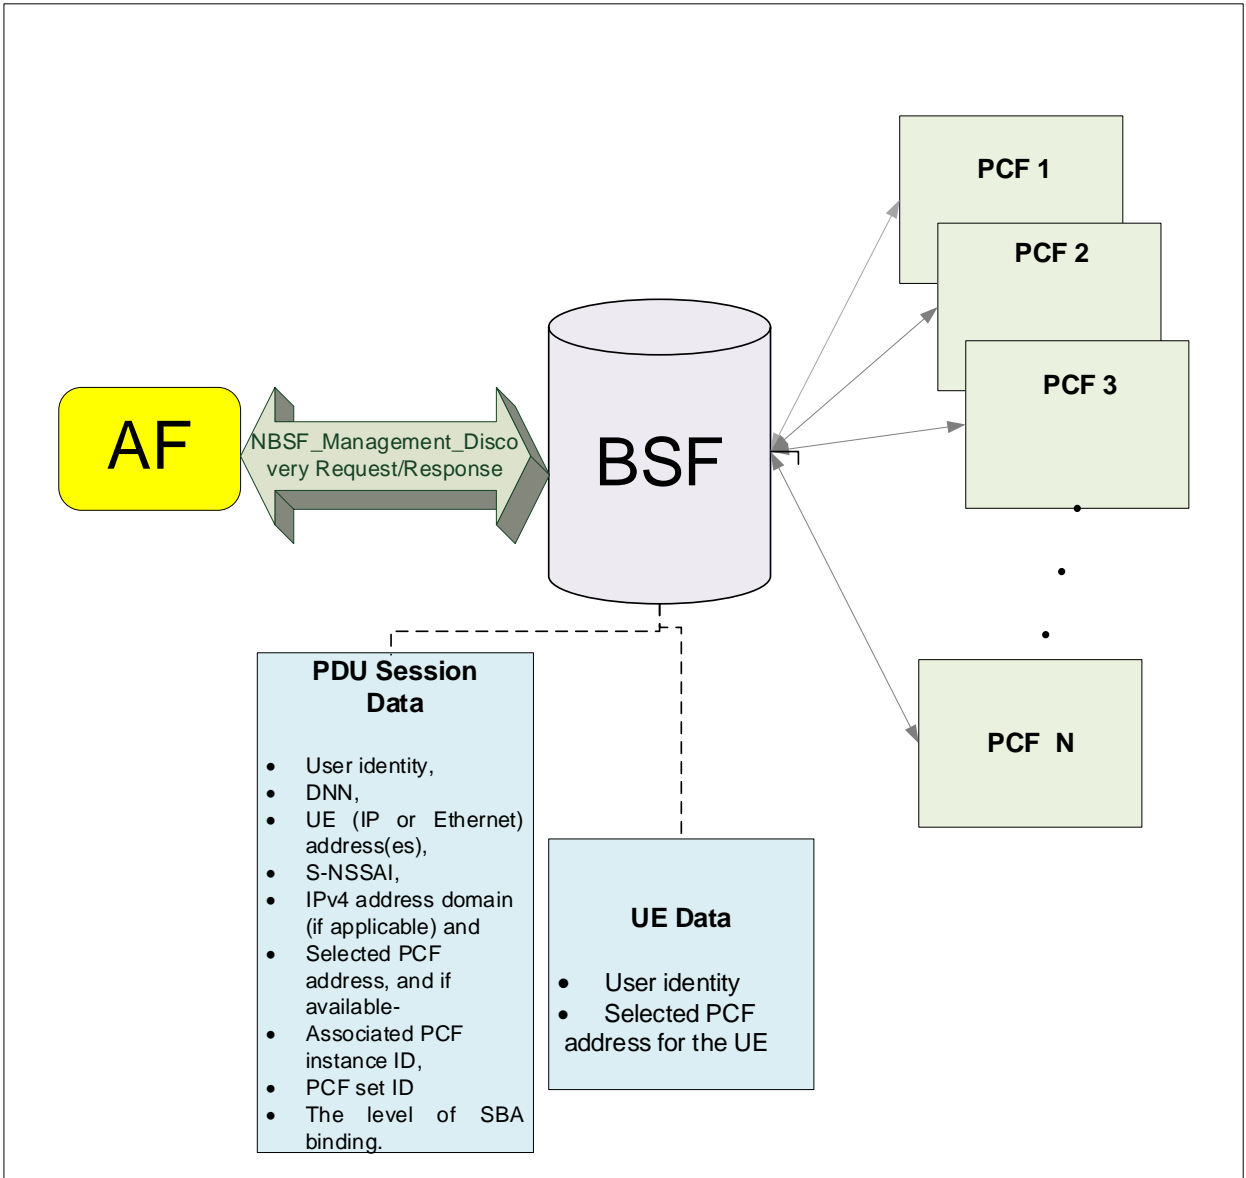 PCF 1
PCF 2
PCF 3
AF
NBSF_Management_Disco
very Request/Response
BSF
PCF N
PDU Session
Data
• User identity,
• DNN,
• UE (IP or Ethernet)
address(es),
• S-NSSAI,
• IPv4 address domain
(if applicable) and
• Selected PCF
address, and if
available-
• Associated PCF
instance ID,
• PCF set ID
• The level of SBA
binding.
UE Data
• User identity
• Selected PCF
address for the UE